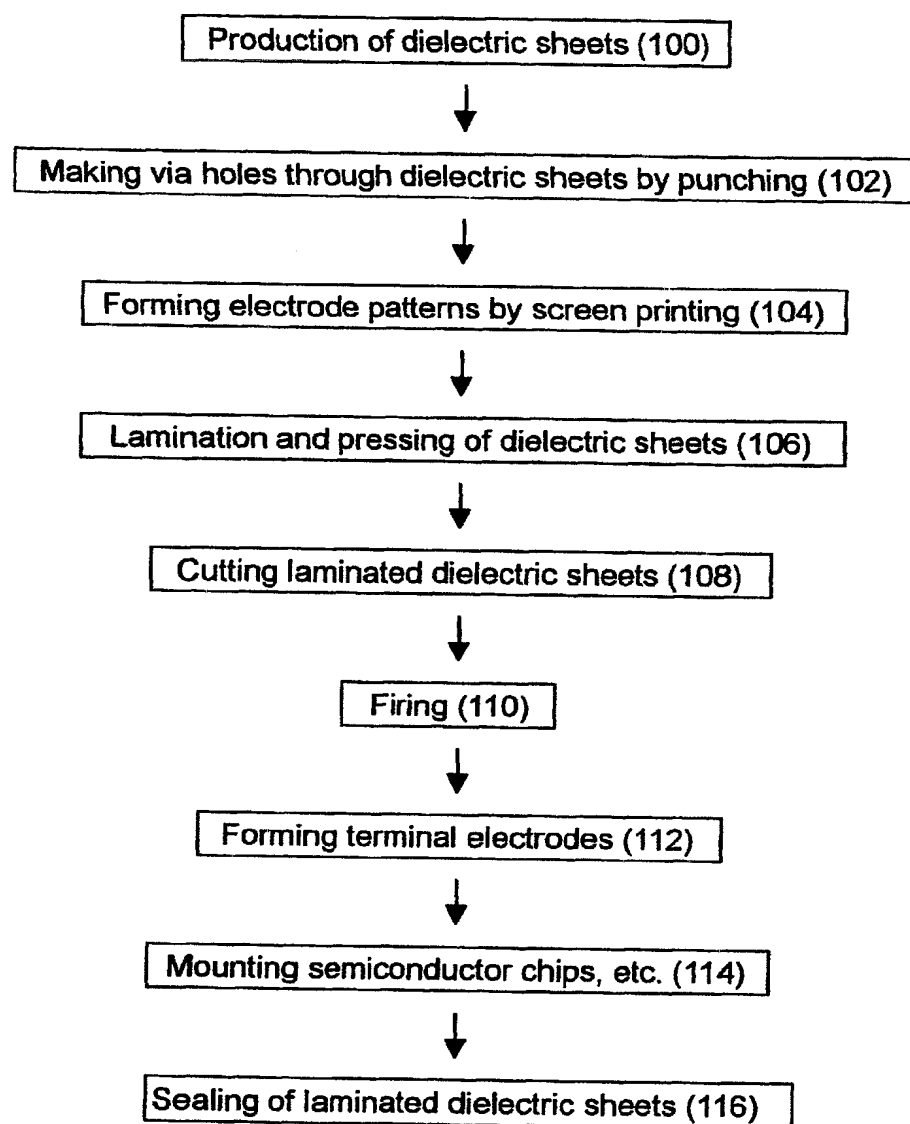 Production of dielectric sheets (100)
Making via holes through dielectric sheets by punching (102)
Forming electrode patterns by screen printing (104)
Lamination and pressing of dielectric sheets (106)
Cutting laminated dielectric sheets (108)
Firing (110)
Forming terminal electrodes (112)
Mounting semiconductor chips, etc. (114)
Sealing of laminated dielectric sheets (116)